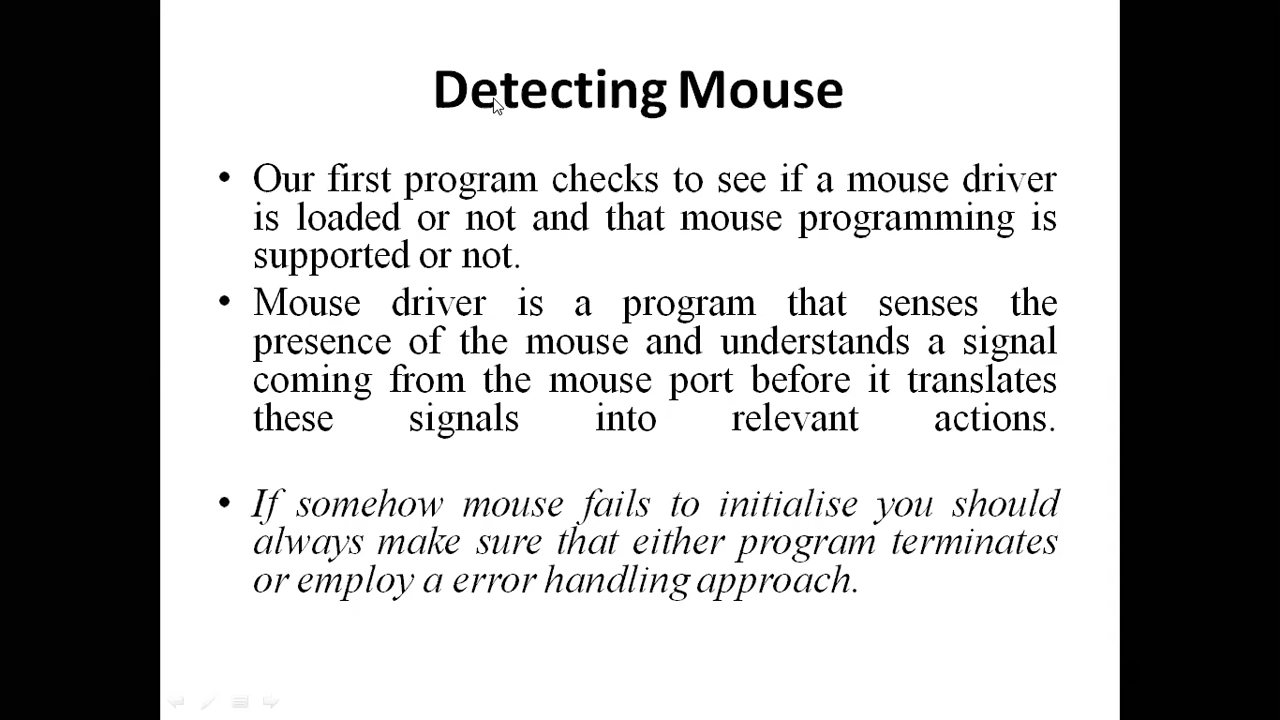 Detecting Mouse
• Our first program checks to see if a mouse driver
is loaded or not and that mouse programming is
supported or not.
• Mouse driver is a program that senses the
presence of the mouse and understands a signal
coming from the mouse port before it translates
these signals into relevant actions.
• If somehow mouse fails to initialise you should
always make sure that either program terminates
or employ a error handling approach.